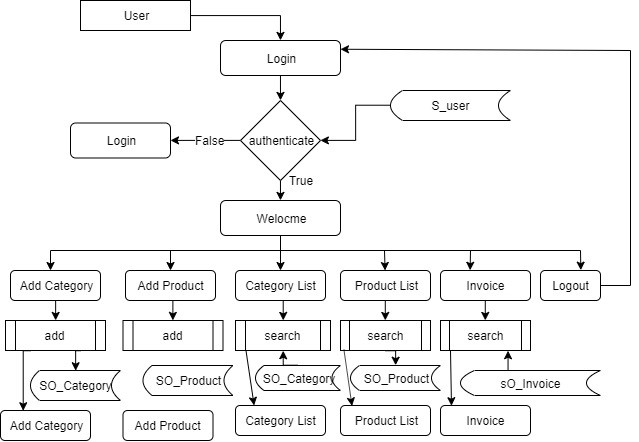 User
Login
S_user
Login
False
authenticate
True
Welocme
Add Category
Add Product
Category List
Product List
Invoice
Logout
add
add
search
search
search
SO_Category
SO_Product
SO_Category
SO_Product
sO_Invoice
Add Category
Add Product
Category List
Product List
Invoice